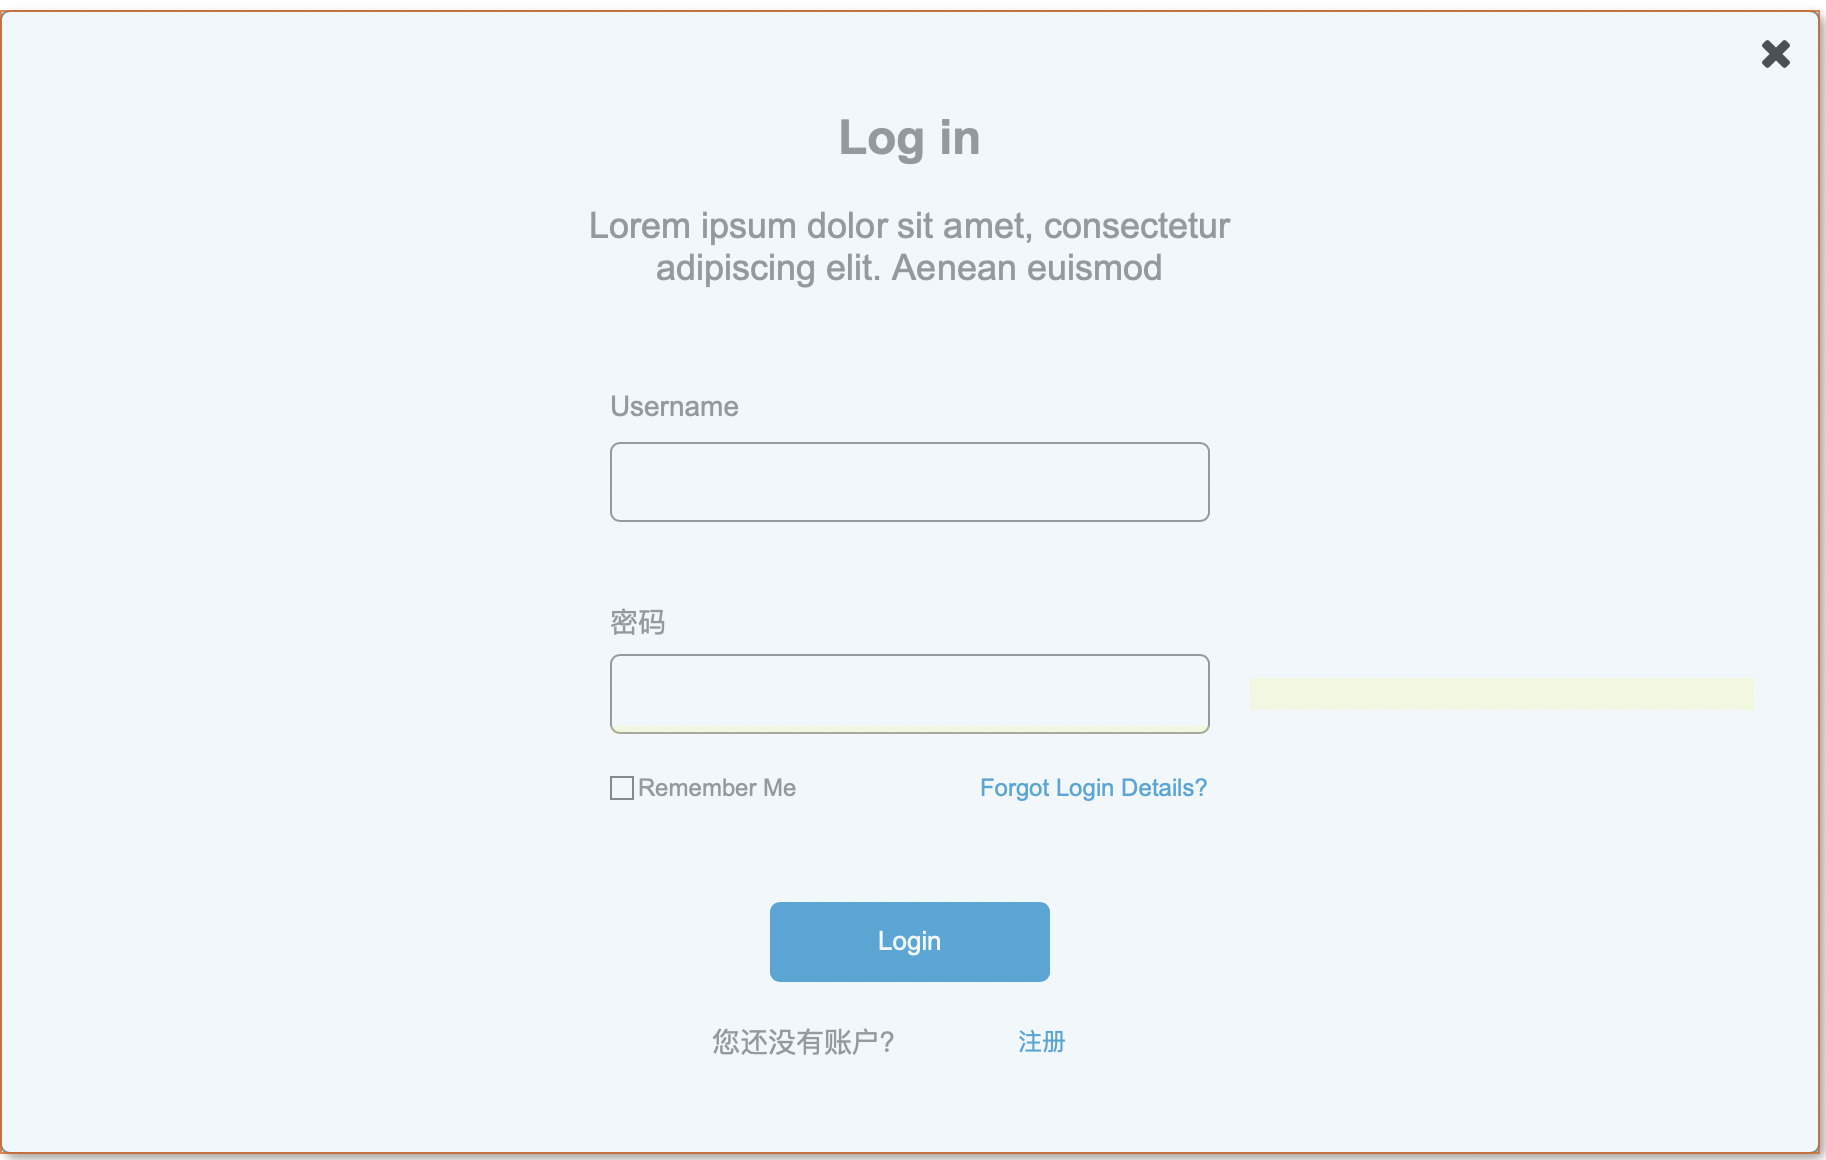 Log in
Lorem ipsum dolor sit amet, consectetur
adipiscing elit. Aenean euismod
Username
密码
Remember Me
Forgot Login Details?
Login
您还没有账户?
注册